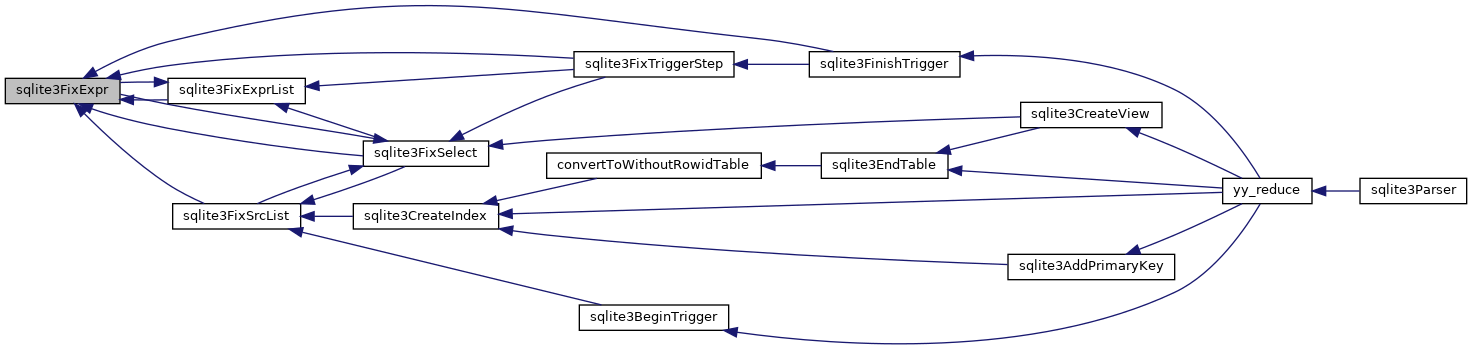 sqlite3FixExpr
sqlite3FixExprList
sqlite3FixTriggerStep
sqlite3FinishTrigger
sqlite3CreateView
sqlite3FixSelect
convertToWithoutRowidTable
sqlite3EndTable
yy_reduce
sqlite3Parser
sqlite3FixSrcList
sqlite3CreateIndex
sqlite3AddPrimaryKey
sqlite3BeginTrigger